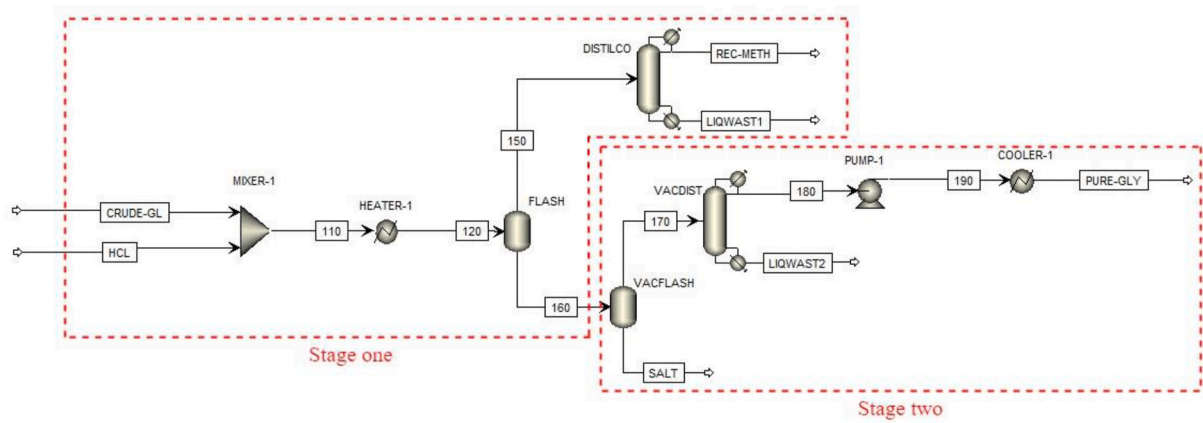 DISTILCO
REC-METH
LIQWAST1
150
MIXER-1
CRUDE-GL
HCL
110
HEATER-1
120
FLASH
160
Stage one
VACDIST
PUMP-1
COOLER-1
180
190
PURE-GLY
170
LIQWAST2
VACFLASH
SALT
Stage two